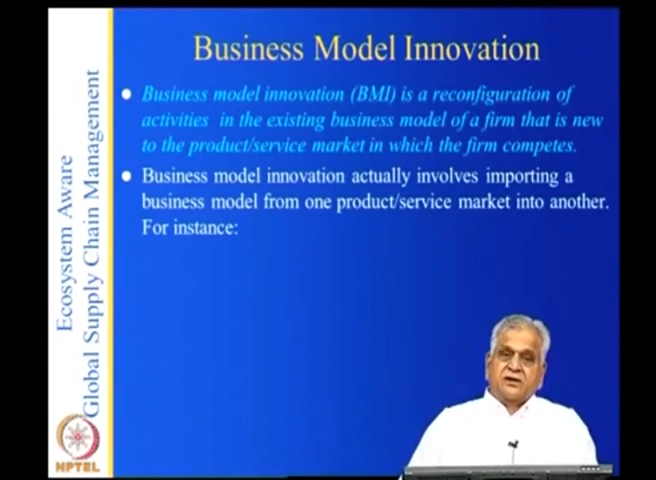 Business Model Innovation
Business model innovation (BMI) is a reconfiguration of
activities in the existing business model of a firm that is new
to the product/service market in which the firm competes.
Business model innovation actually involves importing a
business model from one product/service market into another.
For instance:
Ecosystem Aware
Global Supply Chain Management
NPTEL